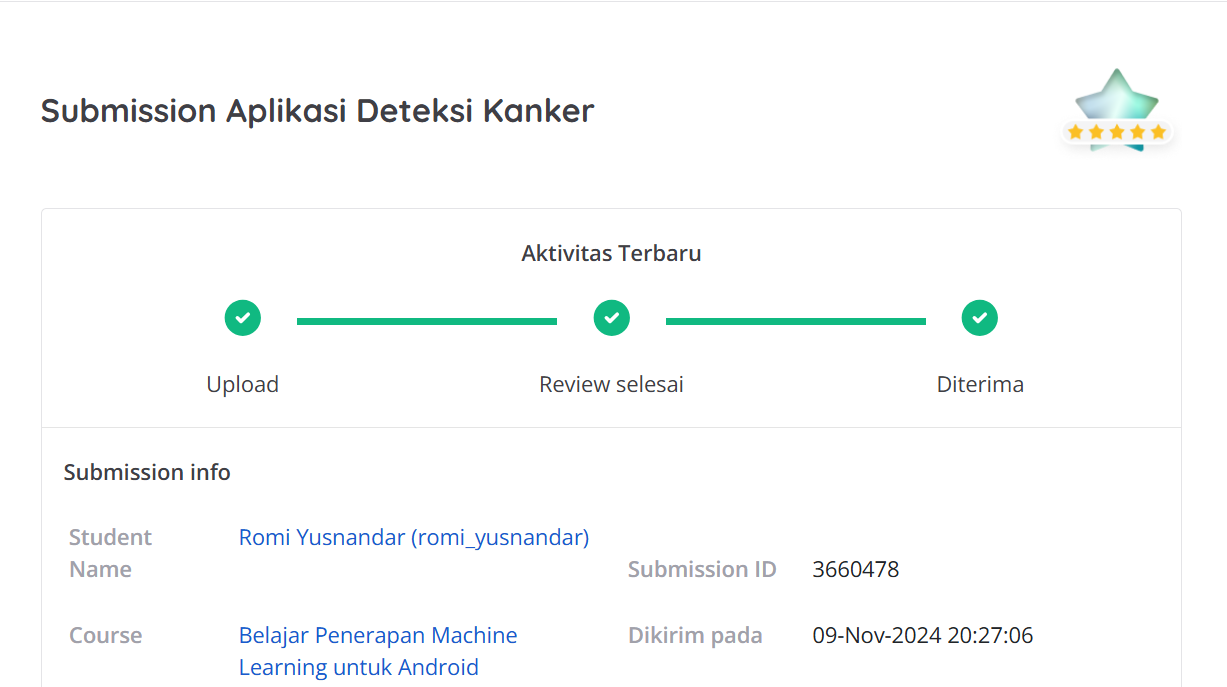 Submission Aplikasi Deteksi Kanker
Aktivitas Terbaru
Upload
Review selesai
Diterima
Submission info
Student
Name
Romi Yusnandar (romi_yusnandar)
Submission ID
3660478
Course
Belajar Penerapan Machine
Learning untuk Android
Dikirim pada
09-Nov-2024 20:27:06